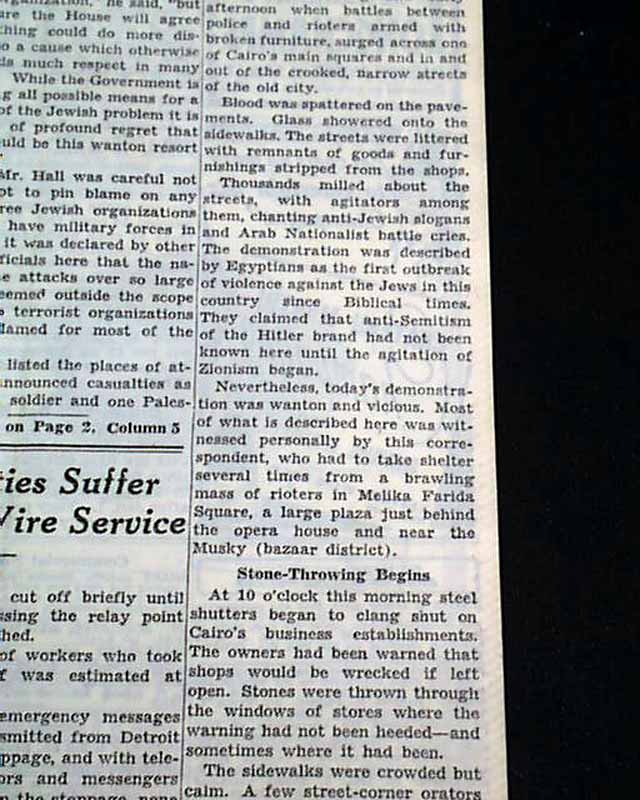 rganization," he said, "but
are the House will agree
thing could do more dis-
o a cause which otherwise
ds much respect in many
While the Government is
g all possible means for a
of the Jewish problem it is
of profound regret that
uld be this wanton resort
Mr. Hall was careful not
pt to pin blame on any
ree Jewish organizations
have military forces in
it was declared by other
ficials here that the na-
e attacks over so large
eemed outside the scope
terrorist organizations
lamed for most of the
listed the places of at-
nnounced casualties as
soldier and one Pales-
on Page 2, Column 5
ties Suffer
Wire Service
cut off briefly until
ssing the relay point
hed.
of workers who took
f was estimated at
emergency messages
smitted from Detroit
ppage, and with tele-
ors and messengers
n the stoppage, none
afternoon when battles between
police and rioters armed with
broken furniture, surged across one
of Cairo's main squares and in and
out of the crooked, narrow streets
of the old city.
Blood was spattered on the pave-
ments. Glass showered onto the
sidewalks. The streets were littered
with remnants of goods and fur-
nishings stripped from the shops.
Thousands milled about the
streets, with agitators among
them, chanting anti-Jewish slogans
and Arab Nationalist battle cries.
The demonstration was described
by Egyptians as the first outbreak
of violence against the Jews in this
country since Biblical times.
They claimed that anti-Semitism
of the Hitler brand had not been
known here until the agitation of
Zionism began.
Nevertheless, today's demonstra-
tion was wanton and vicious. Most
of what is described here was wit-
nessed personally by this corre-
spondent, who had to take shelter
several times from a brawling
mass of rioters in Melika Farida
Square, a large plaza just behind
the opera house and near the
Musky (bazaar district).
Stone-Throwing Begins
At 10 o'clock this morning steel
shutters began to clang shut on
Cairo's business establishments.
The owners had been warned that
shops would be wrecked if left
open. Stones were thrown through
the windows of stores where the
warning had not been heeded—and
sometimes where it had been.
The sidewalks were crowded but
calm. A few street-corner orators